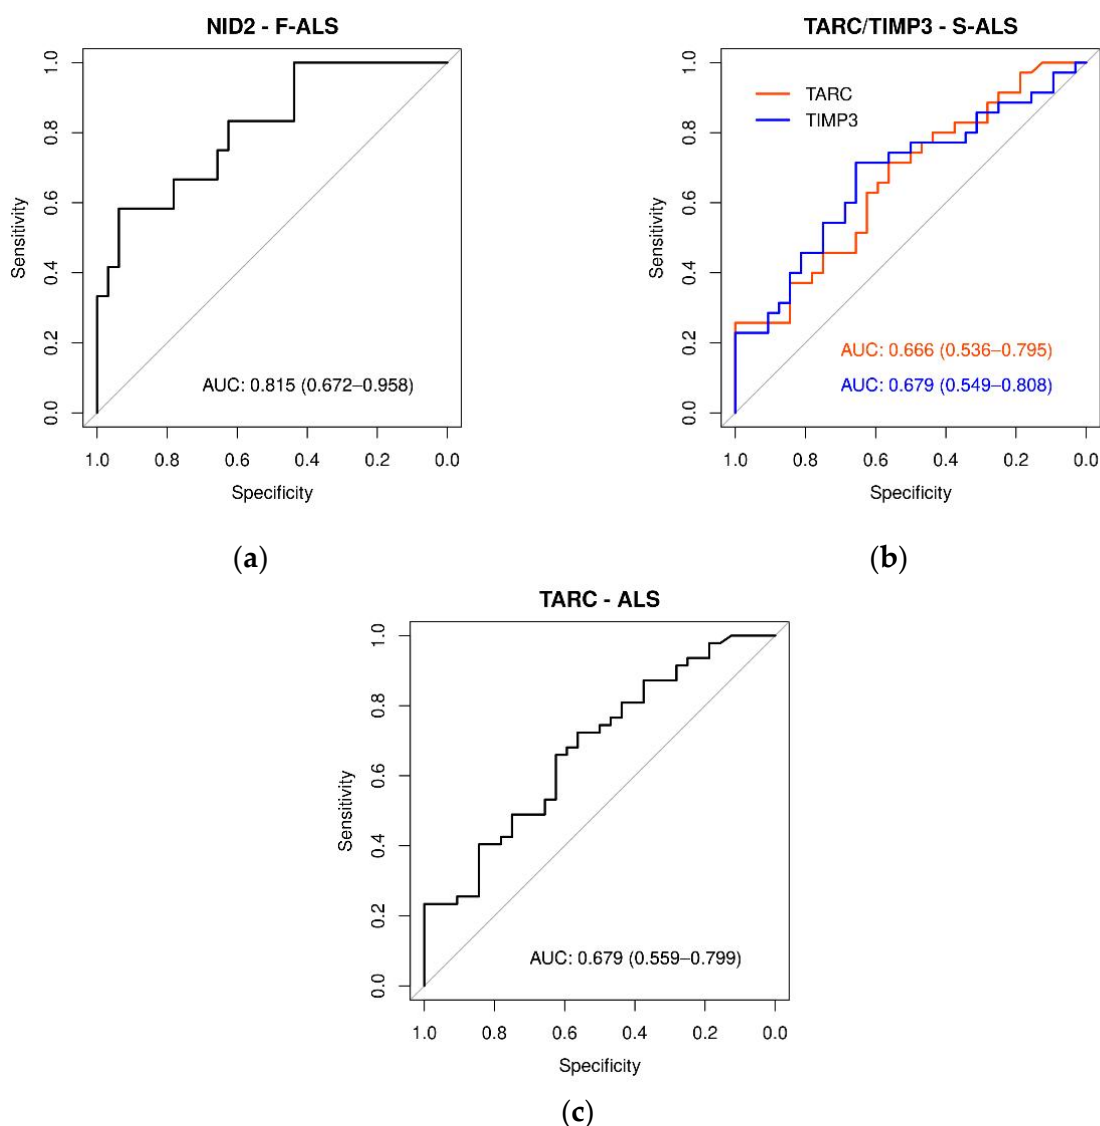 NID2 - F-ALS
1.0
0.8
0.6
0.4
0.2
0.0
Sensitivity
AUC: 0.815 (0.672–0.958)
1.0 0.8 0.6 0.4 0.2 0.0
Specificity
(a)
TARC/TIMP3 - S-ALS
1.0
0.8
0.6
0.4
0.2
0.0
Sensitivity
TARC
TIMP3
AUC: 0.666 (0.536–0.795)
AUC: 0.679 (0.549–0.808)
1.0 0.8 0.6 0.4 0.2 0.0
Specificity
(b)
TARC - ALS
1.0
0.8
0.6
0.4
0.2
0.0
Sensitivity
AUC: 0.679 (0.559–0.799)
1.0 0.8 0.6 0.4 0.2 0.0
Specificity
(c)